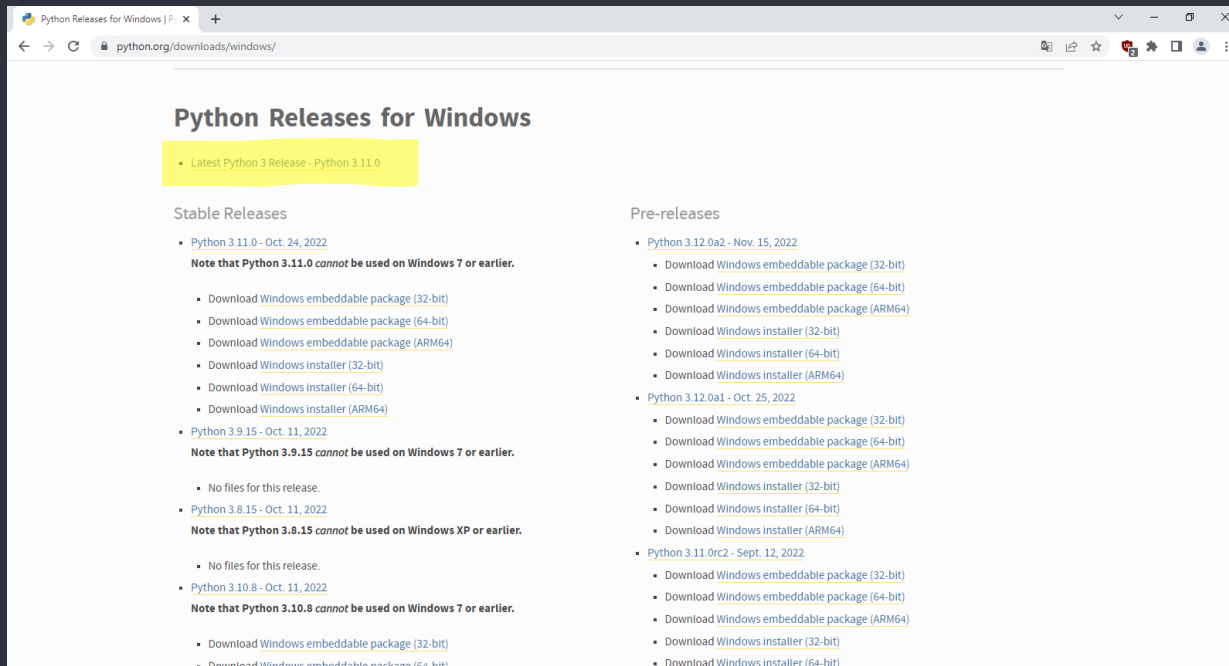 Python Releases for Windows | P
python.org/downloads/windows/
2
Python Releases for Windows
Latest Python 3 Release - Python 3.11.0
Stable Releases
Python 3.11.0 - Oct. 24, 2022
Note that Python 3.11.0 cannot be used on Windows 7 or earlier.
Download Windows embeddable package (32-bit)
Download Windows embeddable package (64-bit)
Download Windows embeddable package (ARM64)
Download Windows installer (32-bit)
Download Windows installer (64-bit)
Download Windows installer (ARM64)
Python 3.9.15 - Oct. 11, 2022
Note that Python 3.9.15 cannot be used on Windows 7 or earlier.
No files for this release.
Python 3.8.15 - Oct. 11, 2022
Note that Python 3.8.15 cannot be used on Windows XP or earlier.
No files for this release.
Python 3.10.8 - Oct. 11, 2022
Note that Python 3.10.8 cannot be used on Windows 7 or earlier.
Download Windows embeddable package (32-bit)
Download Windows embeddable package (64-bit)
Pre-releases
Python 3.12.0a2 - Nov. 15, 2022
Download Windows embeddable package (32-bit)
Download Windows embeddable package (64-bit)
Download Windows embeddable package (ARM64)
Download Windows installer (32-bit)
Download Windows installer (64-bit)
Download Windows installer (ARM64)
Python 3.12.0a1 - Oct. 25, 2022
Download Windows embeddable package (32-bit)
Download Windows embeddable package (64-bit)
Download Windows embeddable package (ARM64)
Download Windows installer (32-bit)
Download Windows installer (64-bit)
Download Windows installer (ARM64)
Python 3.11.0rc2 - Sept. 12, 2022
Download Windows embeddable package (32-bit)
Download Windows embeddable package (64-bit)
Download Windows embeddable package (ARM64)
Download Windows installer (32-bit)
Download Windows installer (64-bit)